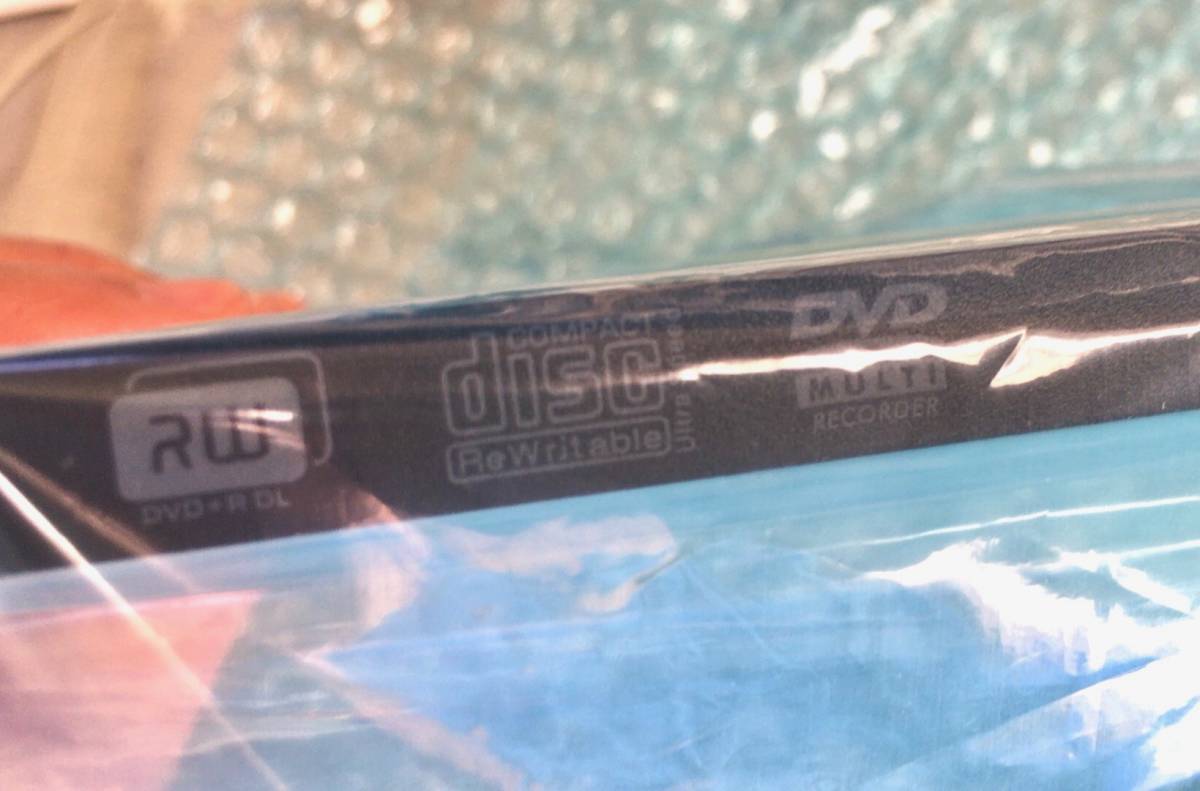 RW
DVD+R DL
COMPACT
disc
ReWritable
Ultra Speed
DVD
MULTI
RECORDER